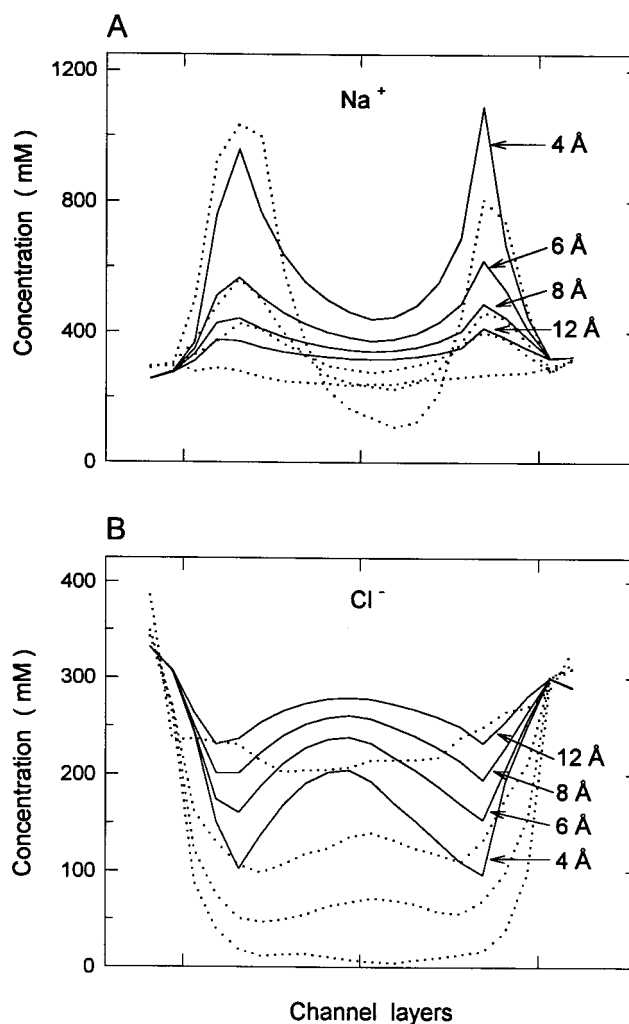 A
1200
Na+
4 Å
800
Concentration ( mM )
6 Å
8 Å
400
12 Å
0
B
400
Cl-
300
Concentration ( mM )
200
12 Å
8 Å
6 Å
100
4 Å
0
Channel layers